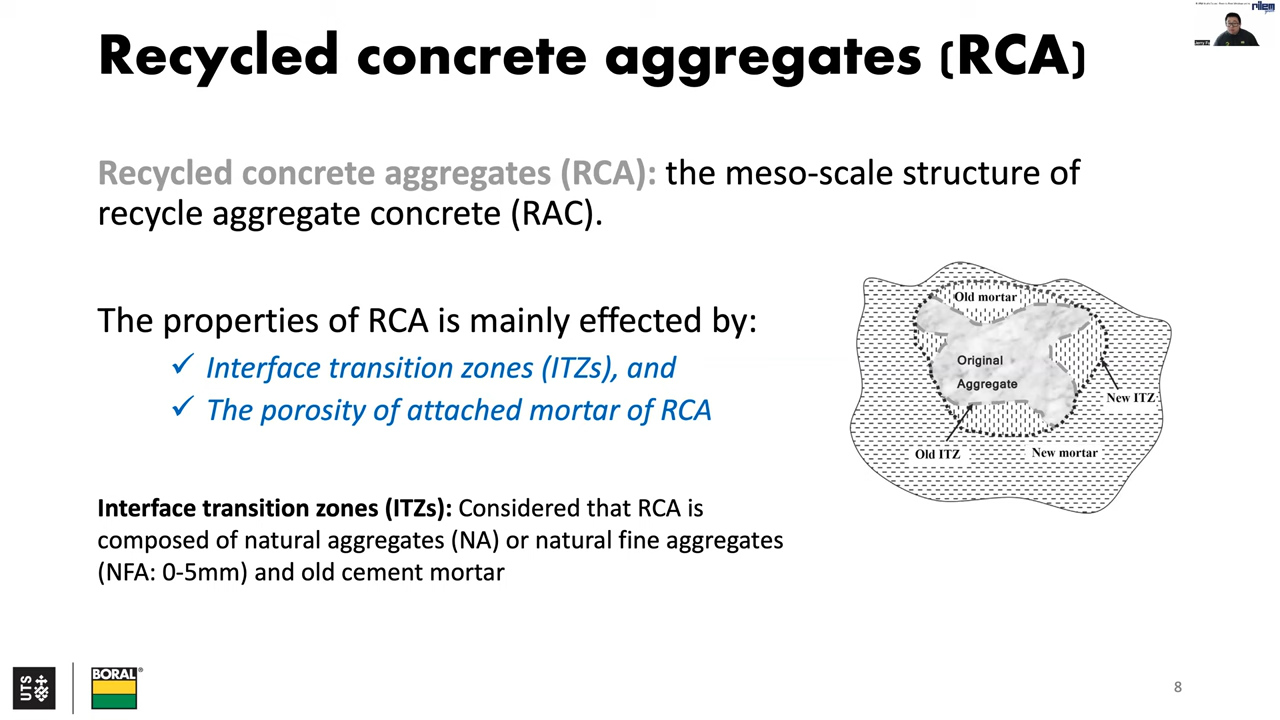 rilem
Recycled concrete aggregates (RCA)
Recycled concrete aggregates (RCA): the meso-scale structure of
recycle aggregate concrete (RAC).
The properties of RCA is mainly effected by:
✓ Interface transition zones (ITZs), and
✓ The porosity of attached mortar of RCA
Old mortar
Original
Aggregate
New ITZ
Old ITZ
New mortar
Interface transition zones (ITZs): Considered that RCA is
composed of natural aggregates (NA) or natural fine aggregates
(NFA: 0-5mm) and old cement mortar
UTS
BORAL®
8